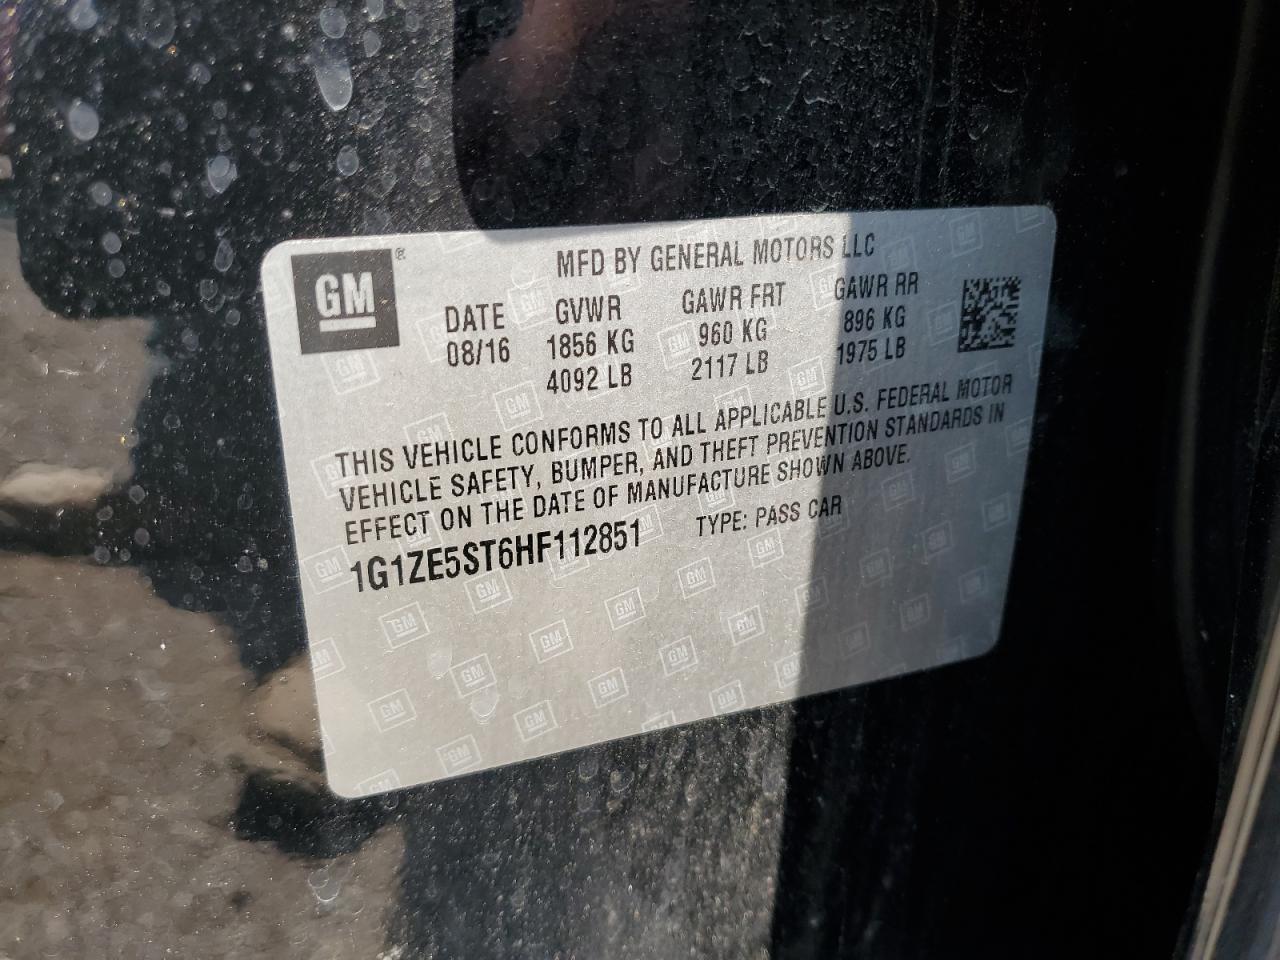 GM ®
MFD BY GENERAL MOTORS LLC
DATE GVWR GAWR FRT GAWR RR
08/16 1856 KG 960 KG 896 KG
4092 LB 2117 LB 1975 LB
THIS VEHICLE CONFORMS TO ALL APPLICABLE U.S. FEDERAL MOTOR
VEHICLE SAFETY, BUMPER, AND THEFT PREVENTION STANDARDS IN
EFFECT ON THE DATE OF MANUFACTURE SHOWN ABOVE.
1G1ZE5ST6HF112851 TYPE: PASS CAR